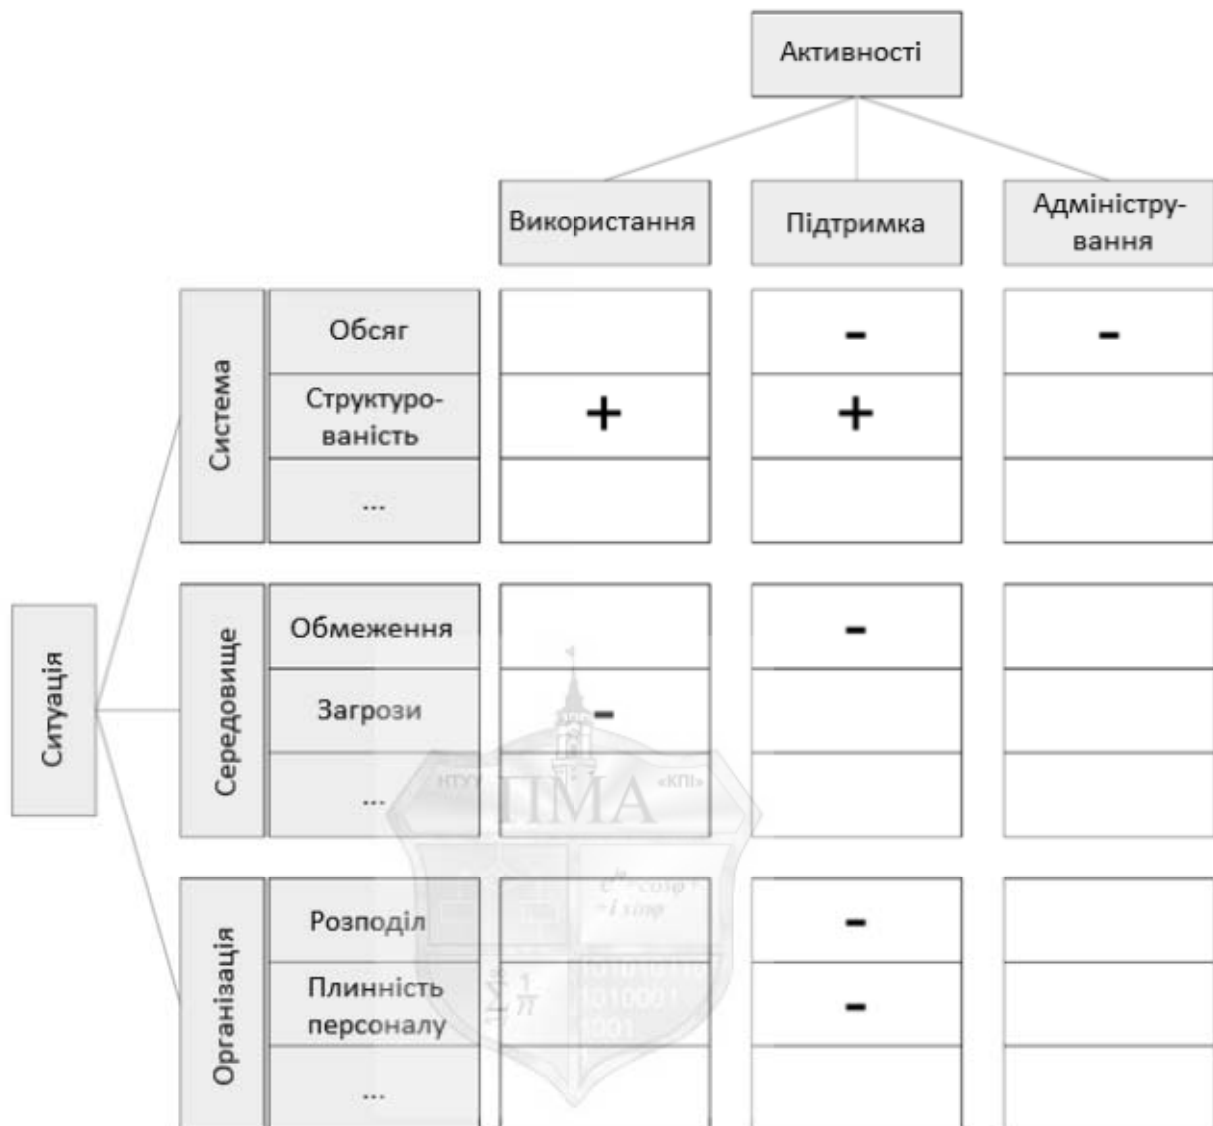 Активності
Використання
Підтримка
Адміністру-
вання
Ситуація
Система
Обсяг
-
-
Структуро-
ваність
+
+
...
Середовище
Обмеження
-
Загрози
-
...
НТУУ
«КПІ»
ПМА
Організація
Розподіл
-
Плинність
персоналу
-
...